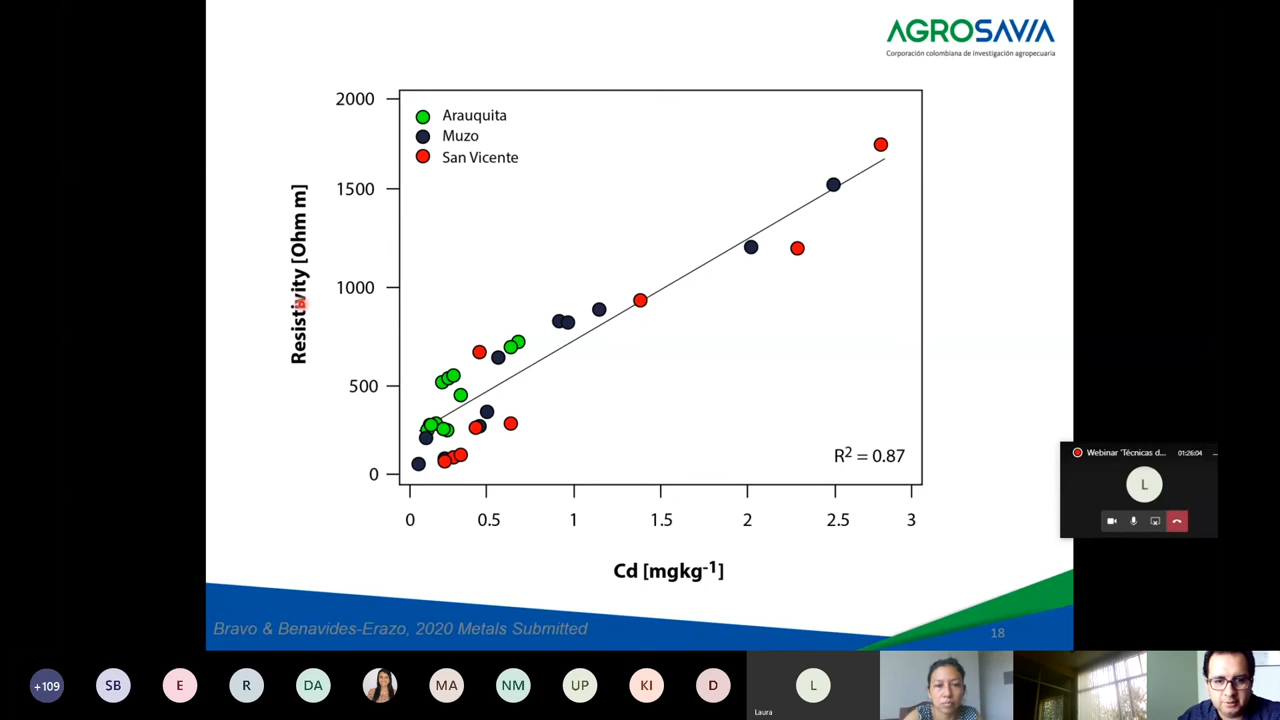 AGROSAVIA
Corporación colombiana de investigación agropecuaria
2000
1500
1000
500
0
Resistivity [Ohm m]
Arauquita
Muzo
San Vicente
R2 = 0.87
0 0.5 1 1.5 2 2.5 3
Cd [mgkg-1]
Webinar 'Técnicas d... 01:26:04
L
Bravo & Benavides-Erazo, 2020 Metals Submitted
18
+109 SB E R DA MA NM UP KI D L
Laura